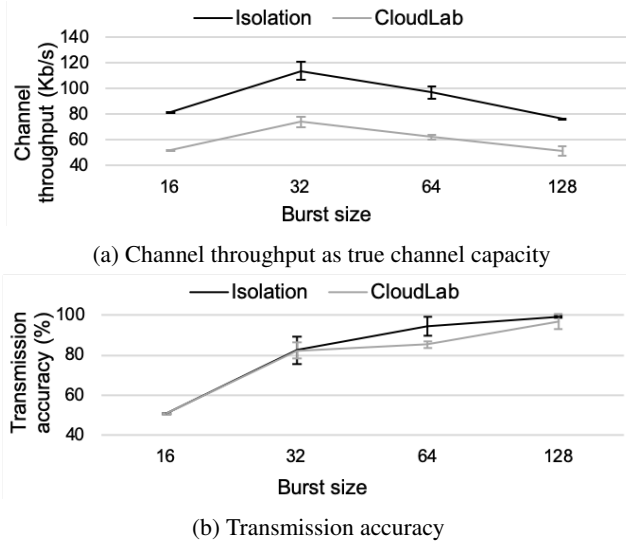 Isolation CloudLab
Channel
throughput (Kb/s)
140
120
100
80
60
40
16 32 64 128
Burst size
(a) Channel throughput as true channel capacity
Isolation CloudLab
Transmission
accuracy (%)
100
80
60
40
16 32 64 128
Burst size
(b) Transmission accuracy